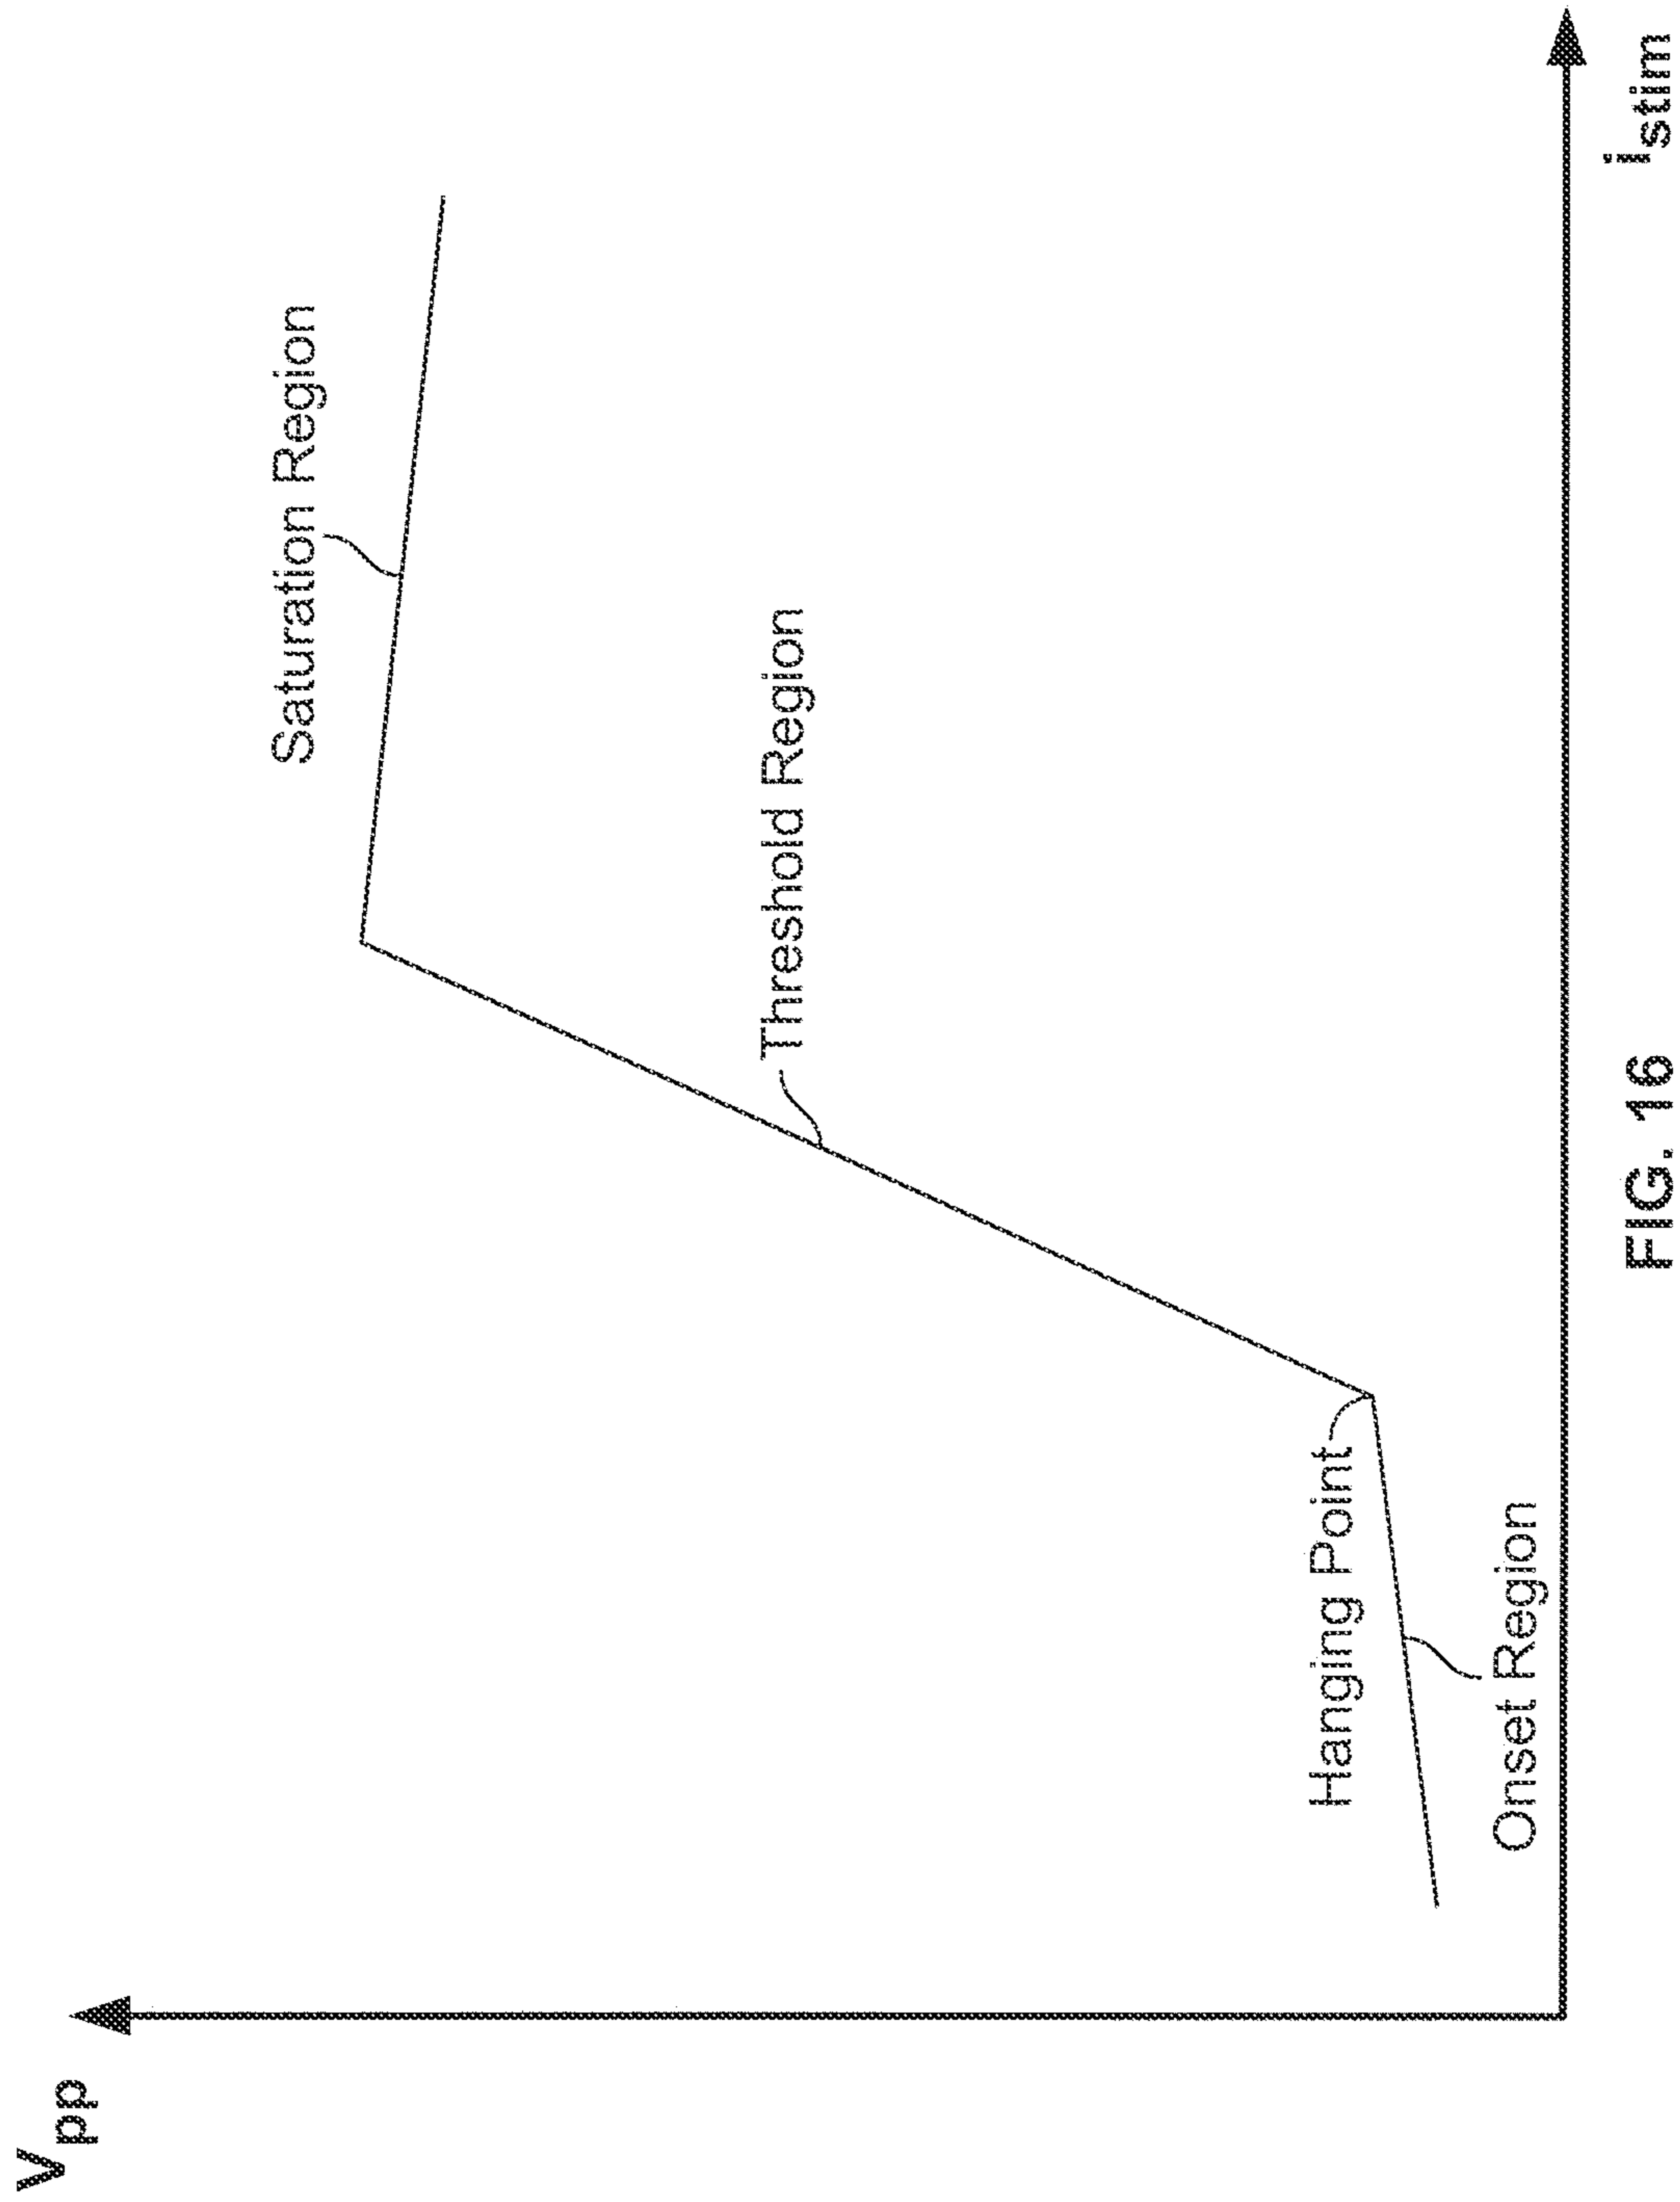 Vpp
Saturation Region
Threshold Region
Hanging Point
Onset Region
istim
FIG. 16